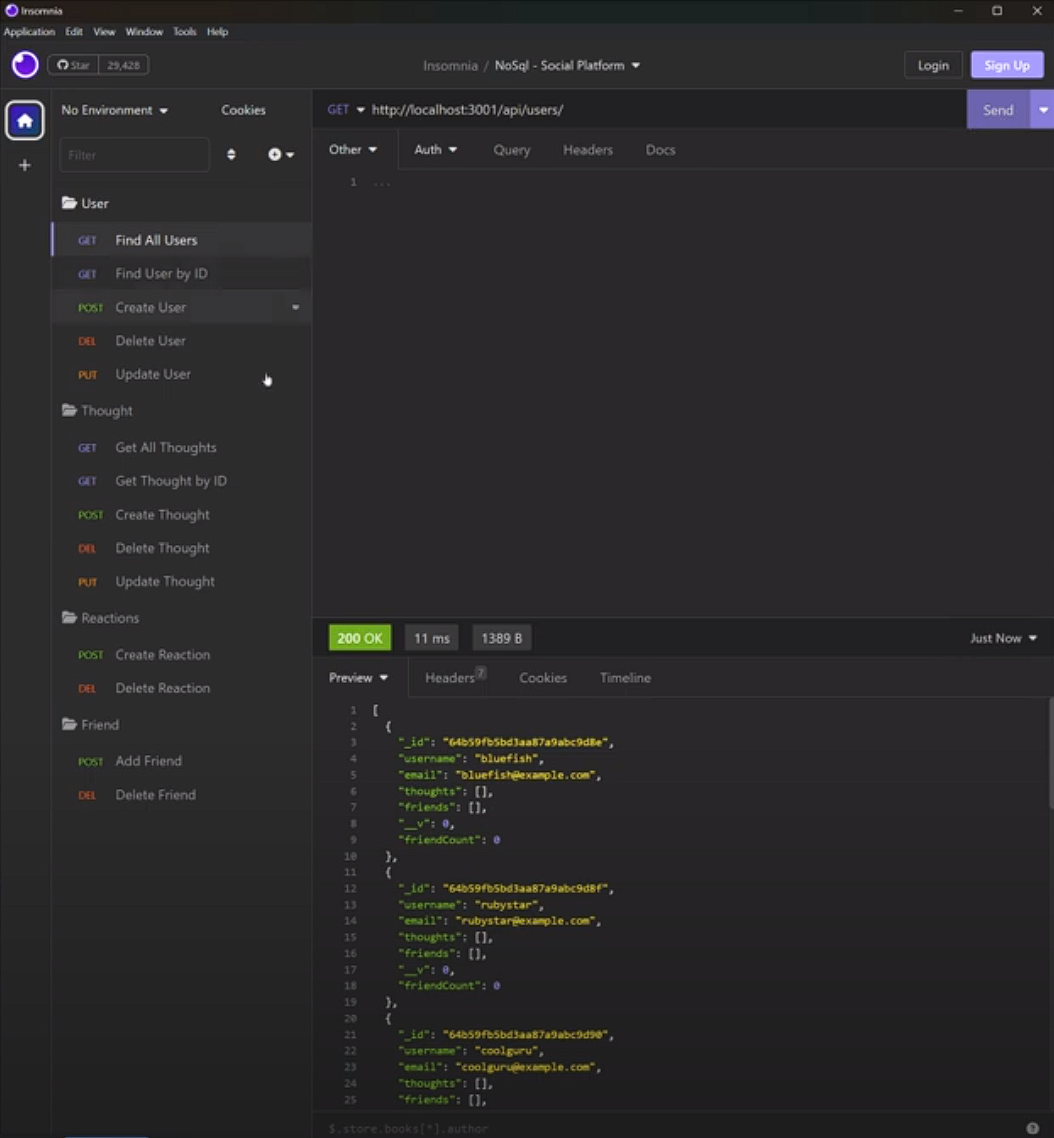 Insomnia
Application Edit View Window Tools Help
Star 29,428
Insomnia / NoSql - Social Platform
Login Sign Up
No Environment Cookies
GET http://localhost:3001/api/users/ Send
Filter
Other Auth Query Headers Docs
1 ...
User
GET Find All Users
GET Find User by ID
POST Create User
DEL Delete User
PUT Update User
Thought
GET Get All Thoughts
GET Get Thought by ID
POST Create Thought
DEL Delete Thought
PUT Update Thought
Reactions
POST Create Reaction
DEL Delete Reaction
Friend
POST Add Friend
DEL Delete Friend
200 OK 11 ms 1389 B Just Now
Preview Headers 7 Cookies Timeline
1 [
2 {
3 "_id": "64b59fb5bd3aa87a9abc9d8e",
4 "username": "bluefish",
5 "email": "bluefish@example.com",
6 "thoughts": [],
7 "friends": [],
8 "__v": 0,
9 "friendCount": 0
10 },
11 {
12 "_id": "64b59fb5bd3aa87a9abc9d8f",
13 "username": "rubystar",
14 "email": "rubystar@example.com",
15 "thoughts": [],
16 "friends": [],
17 "__v": 0,
18 "friendCount": 0
19 },
20 {
21 "_id": "64b59fb5bd3aa87a9abc9d90",
22 "username": "coolguru",
23 "email": "coolguru@example.com",
24 "thoughts": [],
25 "friends": [],
$.store.books[*].author